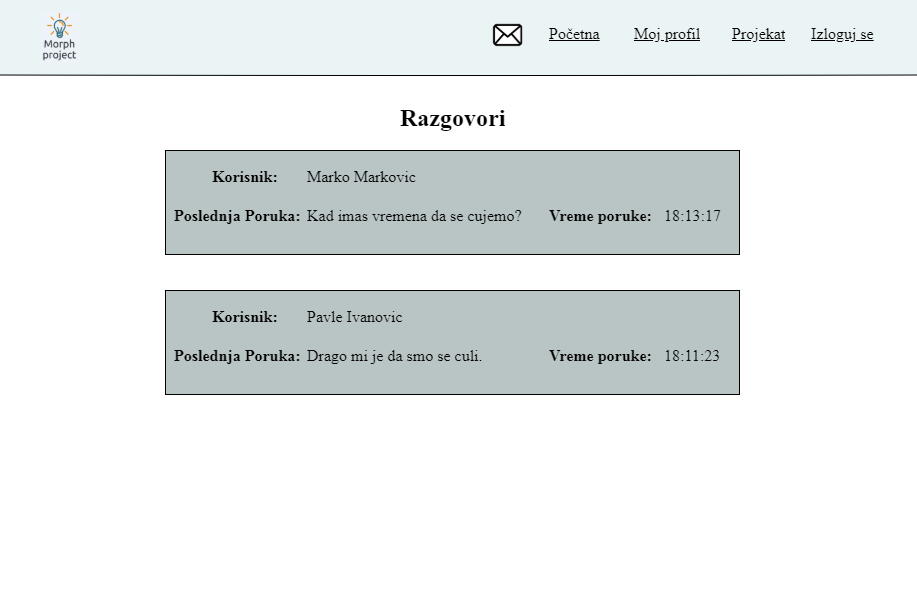 Morph
project
Početna Moj profil Projekat Izloguj se
Razgovori
Korisnik: Marko Markovic
Poslednja Poruka: Kad imas vremena da se cujemo? Vreme poruke: 18:13:17
Korisnik: Pavle Ivanovic
Poslednja Poruka: Drago mi je da smo se culi. Vreme poruke: 18:11:23